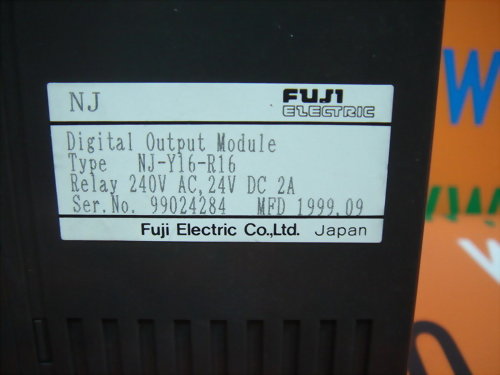 NJ
FUJI
ELECTRIC
Digital Output Module
Type NJ-Y16-R16
Relay 240V AC,24V DC 2A
Ser.No. 99024284 MFD 1999.09
Fuji Electric Co.,Ltd. Japan